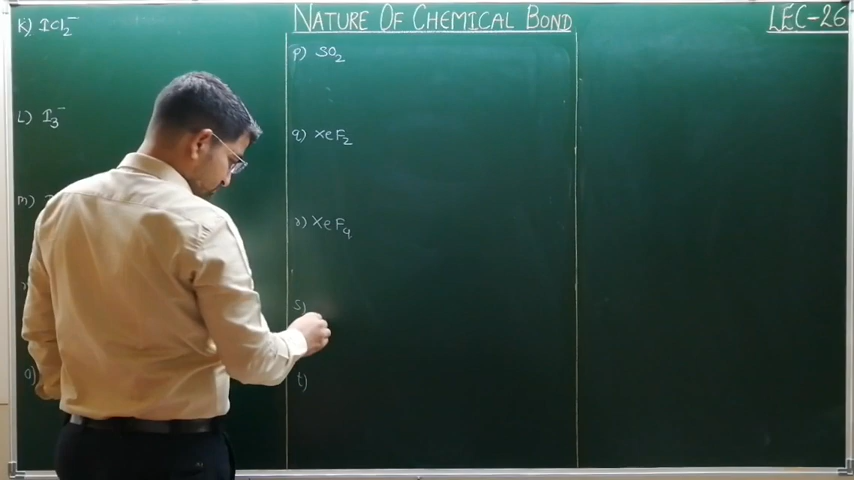 NATURE OF CHEMICAL BOND
LEC-26
K) ICl₂⁻
L) I₃⁻
m)
o)
p) SO₂
q) XeF₂
r) XeF₄
s)
t)